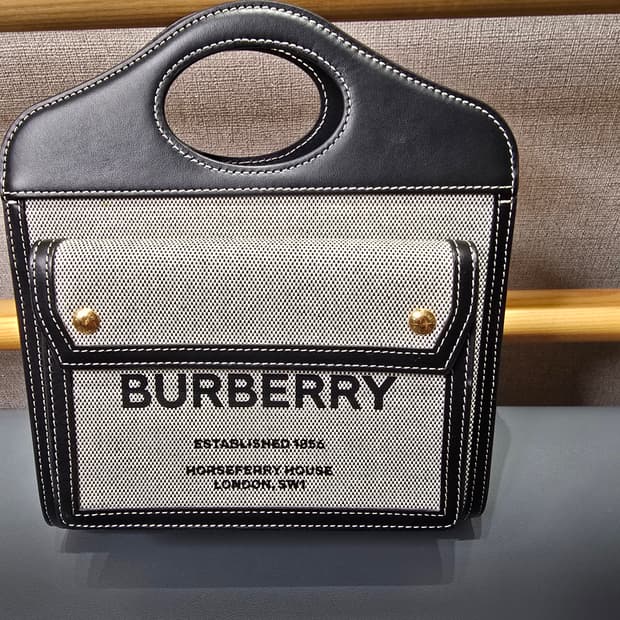 BURBERRY
ESTABLISHED 1856
HORSEFERRY HOUSE
LONDON, SW1